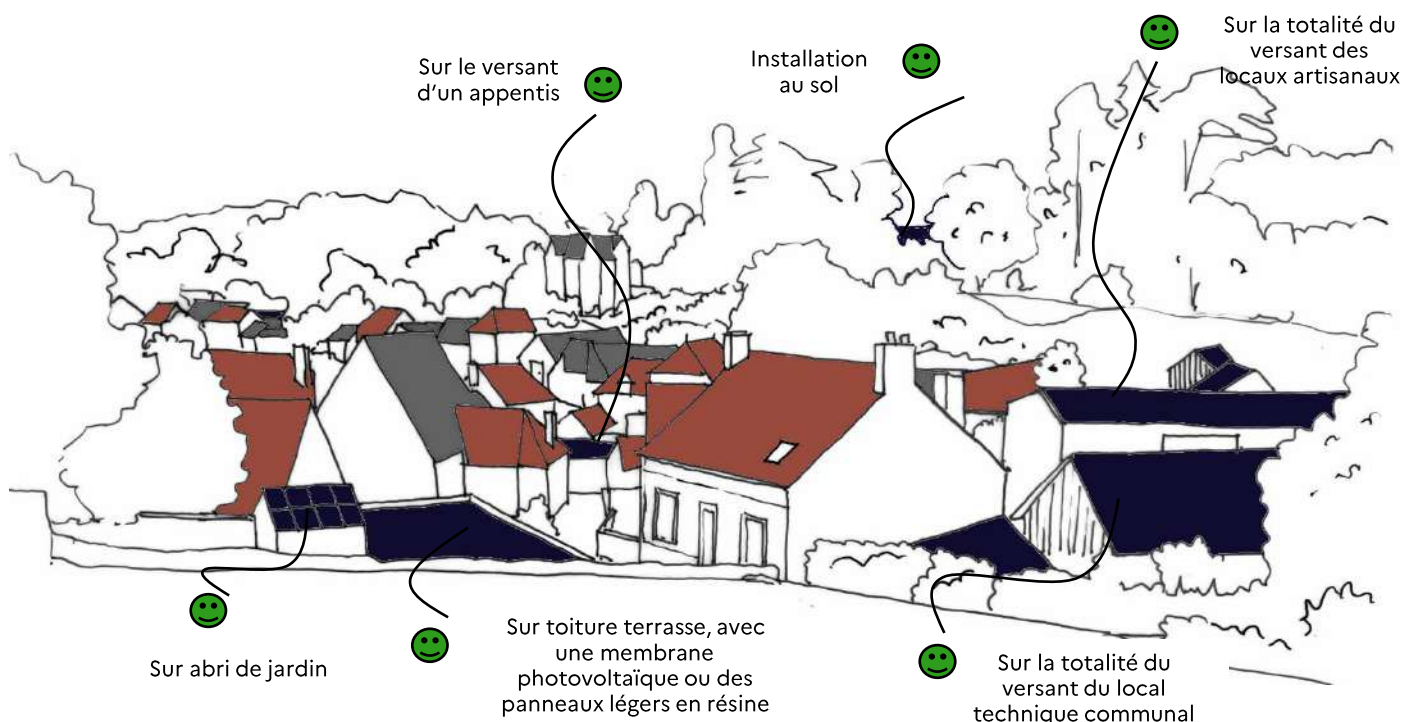 Sur le versant
d'un appentis
Installation
au sol
Sur la totalité du
versant des
locaux artisanaux
Sur abri de jardin
Sur toiture terrasse, avec
une membrane
photovoltaïque ou des
panneaux légers en résine
Sur la totalité du
versant du local
technique communal